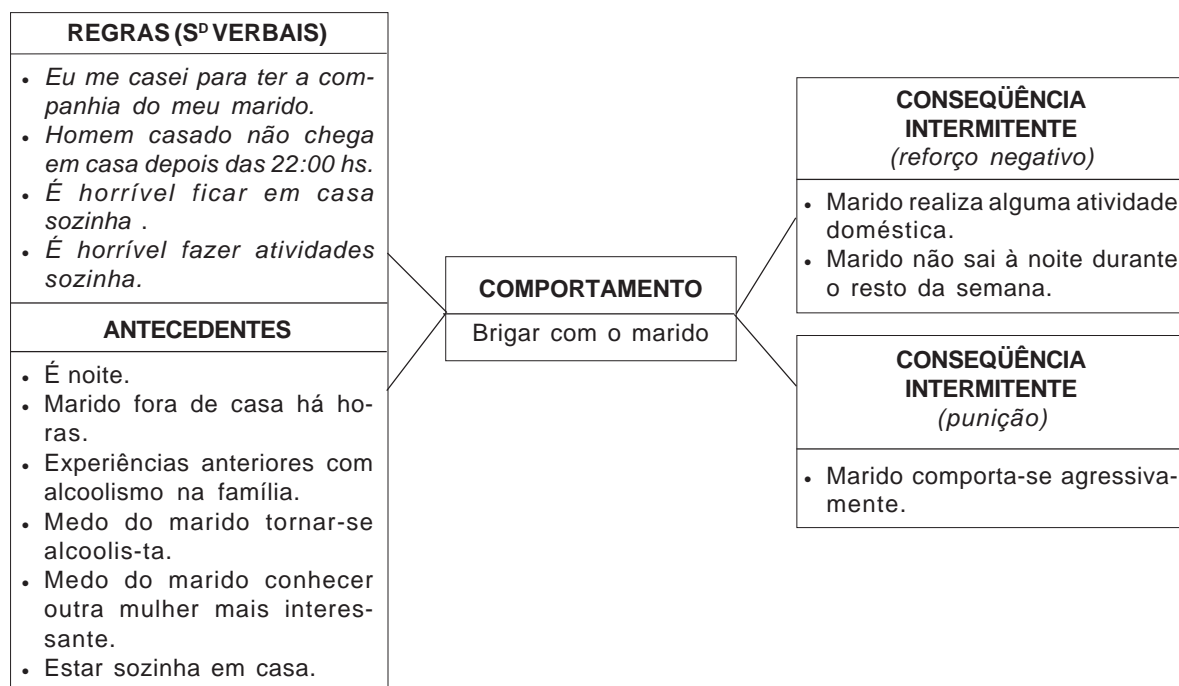 REGRAS (Sᴰ VERBAIS)
• Eu me casei para ter a com-
panhia do meu marido.
• Homem casado não chega
em casa depois das 22:00 hs.
• É horrível ficar em casa
sozinha .
• É horrível fazer atividades
sozinha.
ANTECEDENTES
• É noite.
• Marido fora de casa há ho-
ras.
• Experiências anteriores com
alcoolismo na família.
• Medo do marido tornar-se
alcoolis-ta.
• Medo do marido conhecer
outra mulher mais interes-
sante.
• Estar sozinha em casa.
COMPORTAMENTO
Brigar com o marido
CONSEQÜÊNCIA
INTERMITENTE
(reforço negativo)
• Marido realiza alguma atividade
doméstica.
• Marido não sai à noite durante
o resto da semana.
CONSEQÜÊNCIA
INTERMITENTE
(punição)
• Marido comporta-se agressiva-
mente.